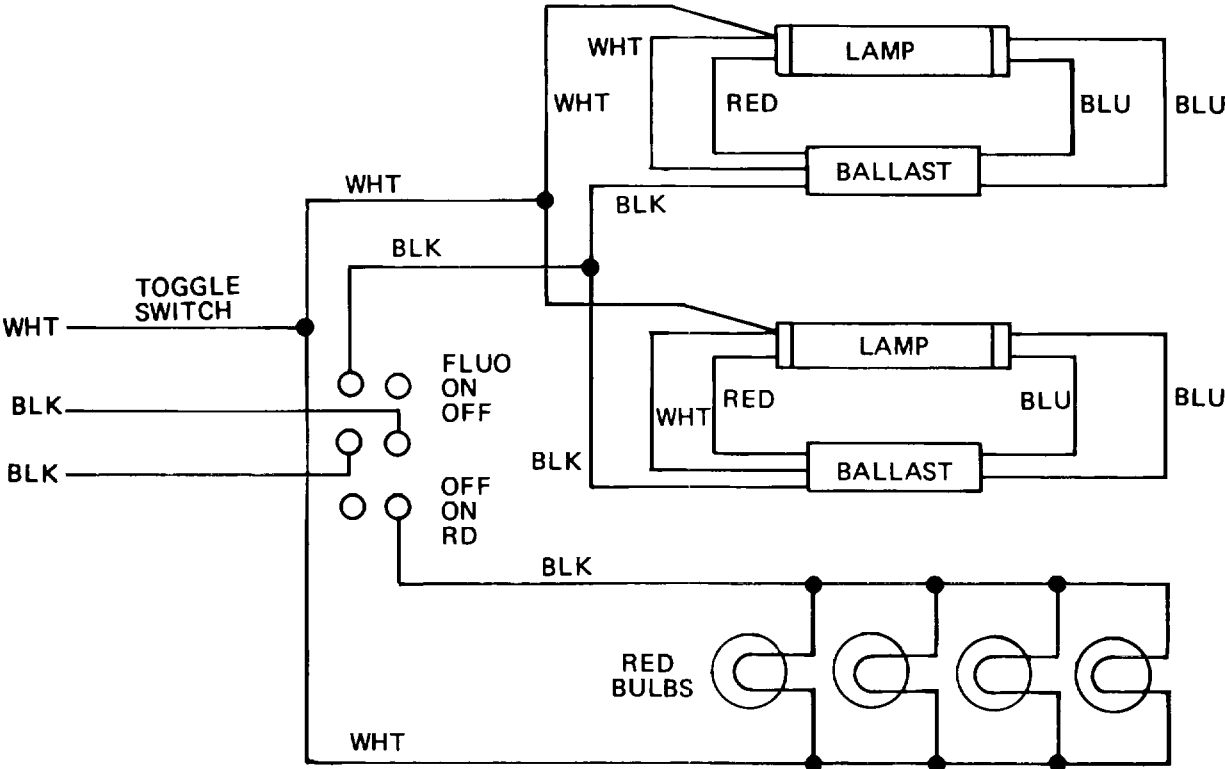 WHT
LAMP
WHT
RED
BLU
BLU
BALLAST
WHT
BLK
BLK
TOGGLE
SWITCH
WHT
LAMP
FLUO
ON
OFF
BLK
WHT
RED
BLU
BLU
BLK
BLK
BALLAST
OFF
ON
RD
BLK
RED
BULBS
WHT